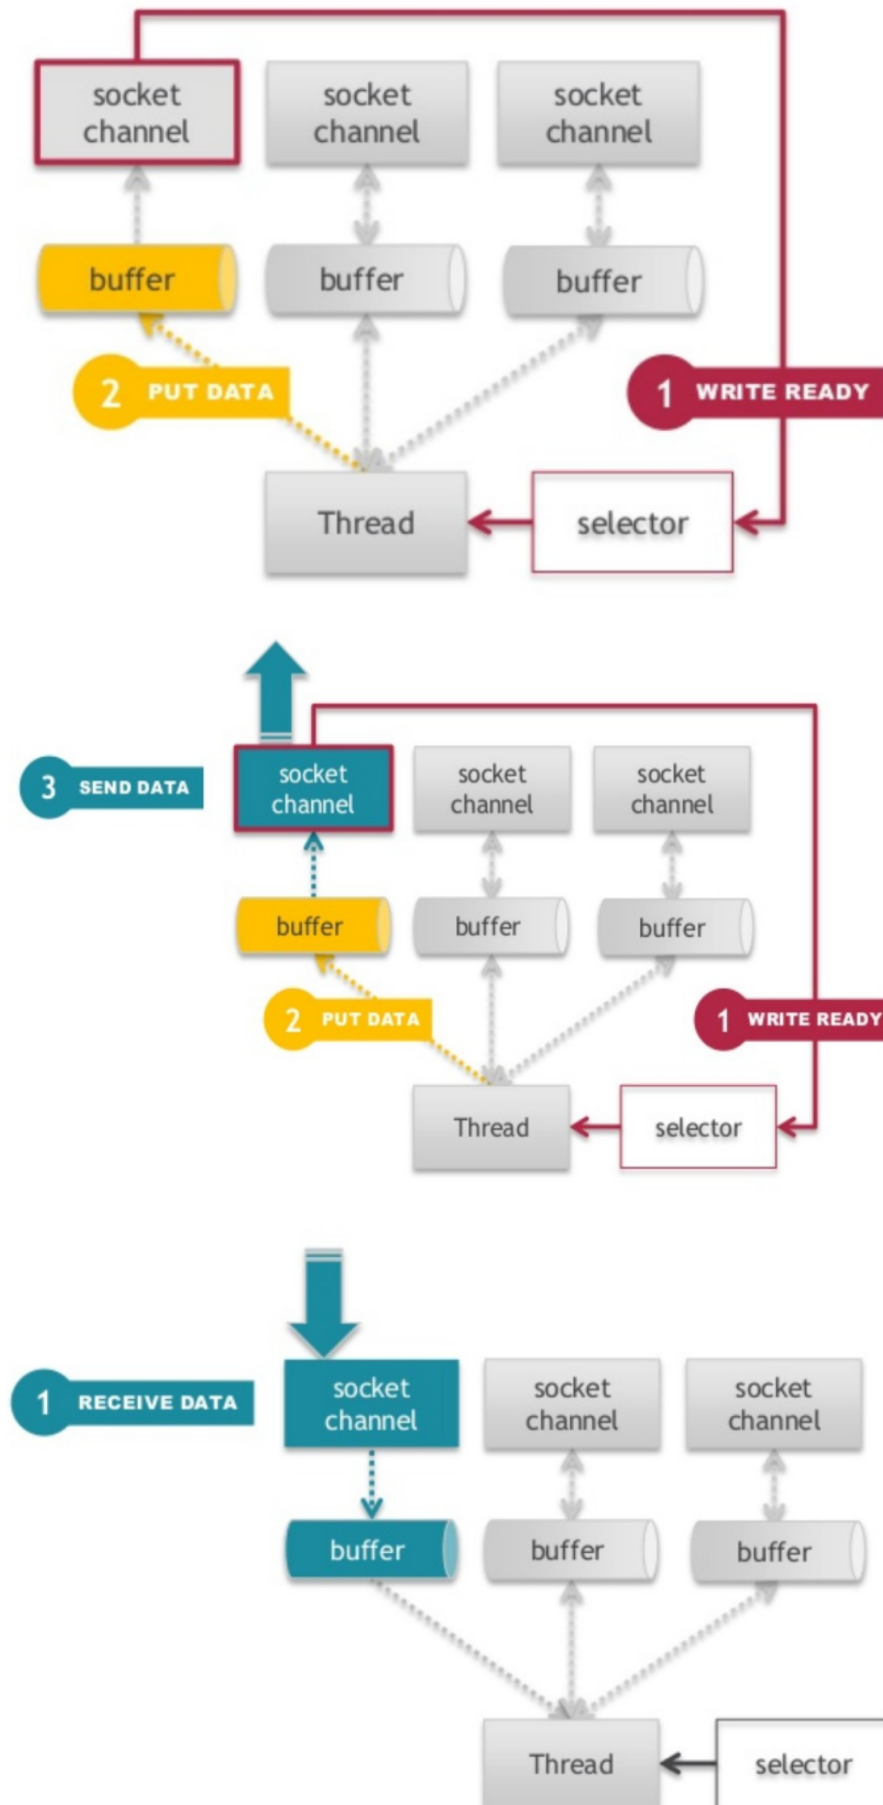 socket
channel
socket
channel
socket
channel
buffer
buffer
buffer
2 PUT DATA
1 WRITE READY
Thread
selector
3 SEND DATA
socket
channel
socket
channel
socket
channel
buffer
buffer
buffer
2 PUT DATA
1 WRITE READY
Thread
selector
1 RECEIVE DATA
socket
channel
socket
channel
socket
channel
buffer
buffer
buffer
Thread
selector